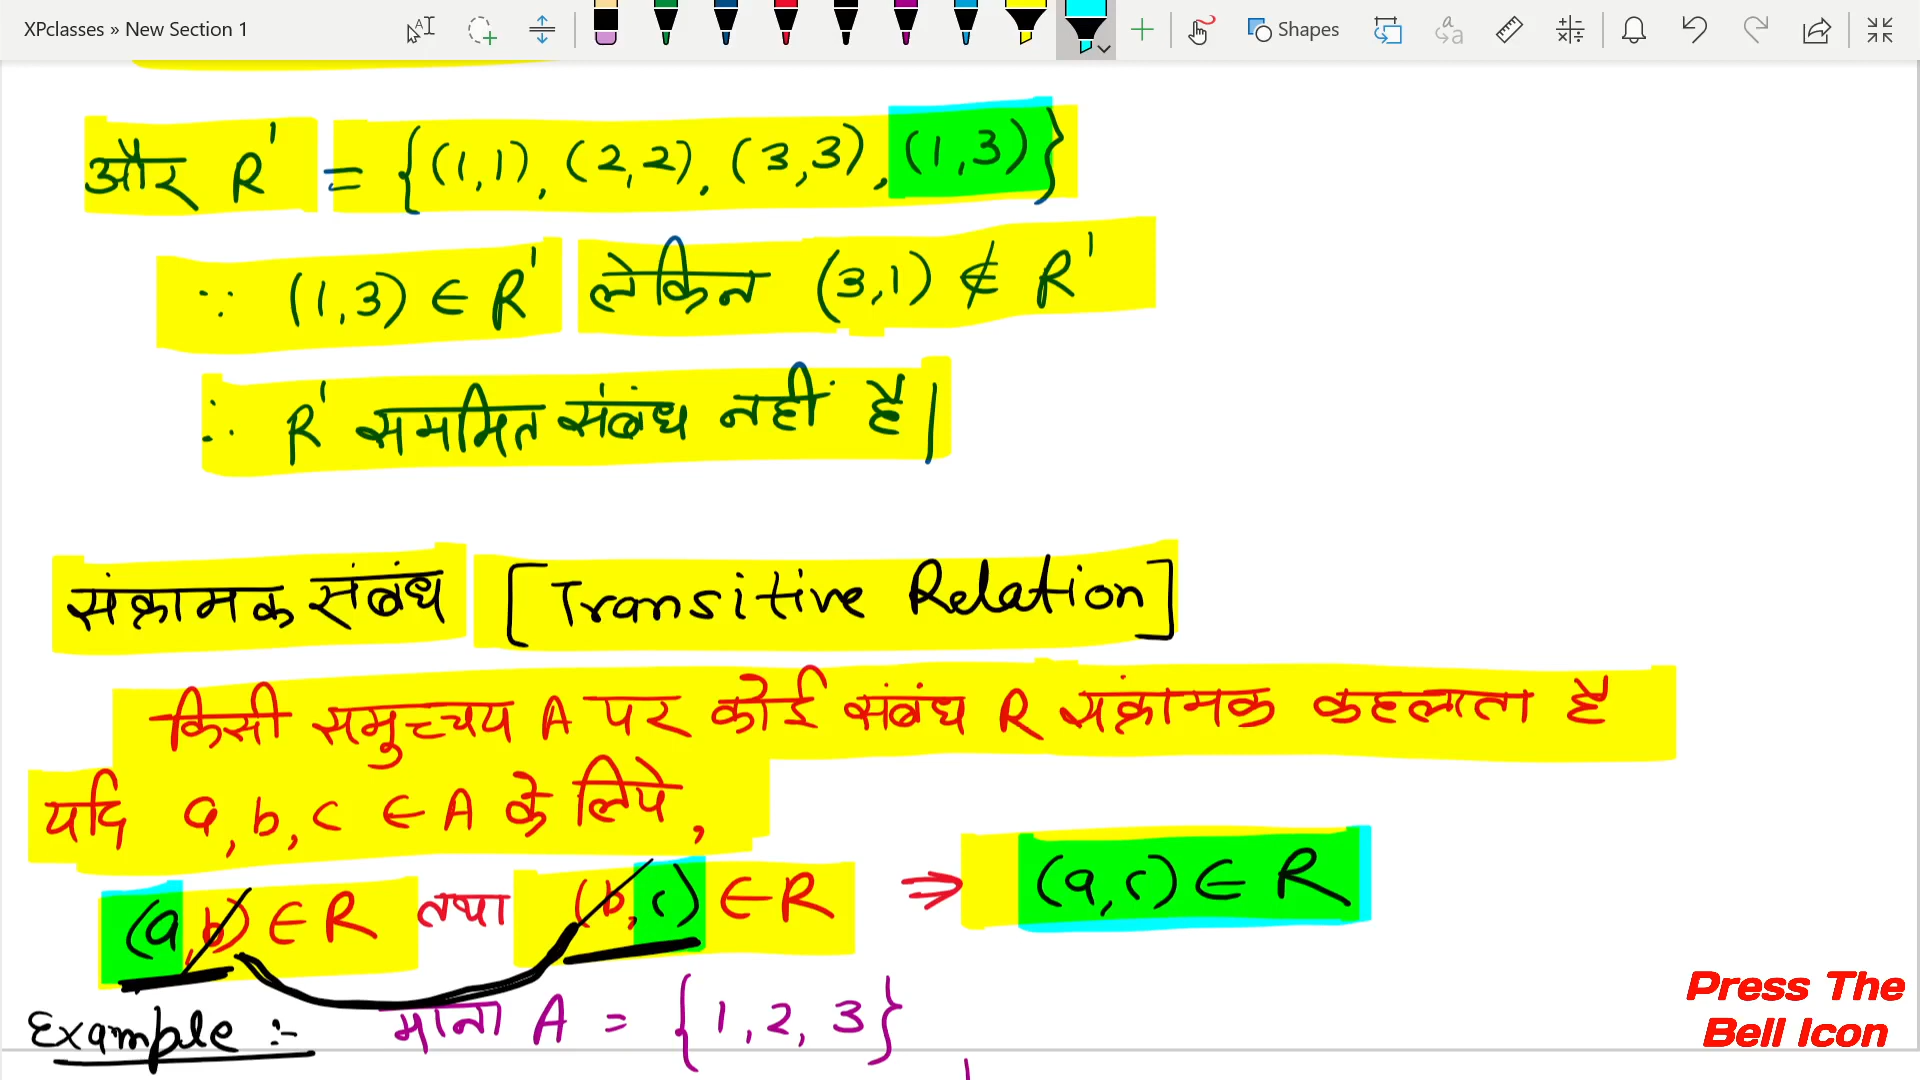 XPclasses » New Section 1
Shapes
और R' = {(1,1), (2,2), (3,3), (1,3)}
∵ (1,3) ∈ R' लेकिन (3,1) ∉ R'
∴ R' सममित संबंध नहीं है|
संक्रामक संबंध [Transitive Relation]
किसी समुच्चय A पर कोई संबंध R संक्रामक कहलाता है
यदि a,b,c ∈ A के लिये,
(a,b) ∈ R तथा (b,c) ∈ R ⇒ (a,c) ∈ R
Example :- माना A = {1, 2, 3}
Press The
Bell Icon